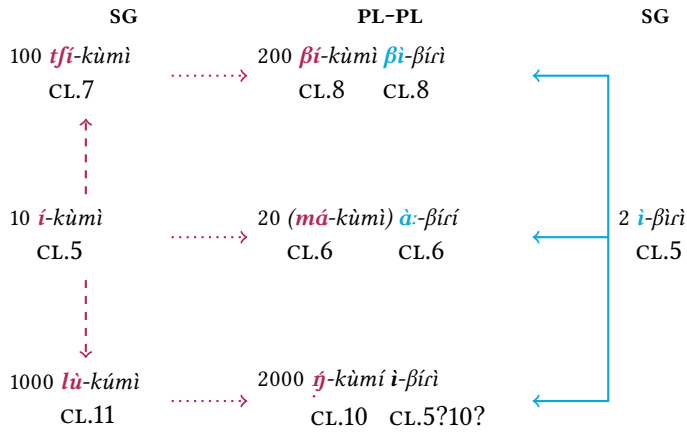 SG PL-PL SG
100 tʃí-kùmì 200 βí-kùmì βì-βírì
CL.7 CL.8 CL.8
10 í-kùmì 20 (má-kùmì) àː-βírí 2 ì-βìrì
CL.5 CL.6 CL.6 CL.5
1000 lù-kúmì 2000 ŋ̣́-kùmí ì-βírì
CL.11 CL.10 CL.5?10?